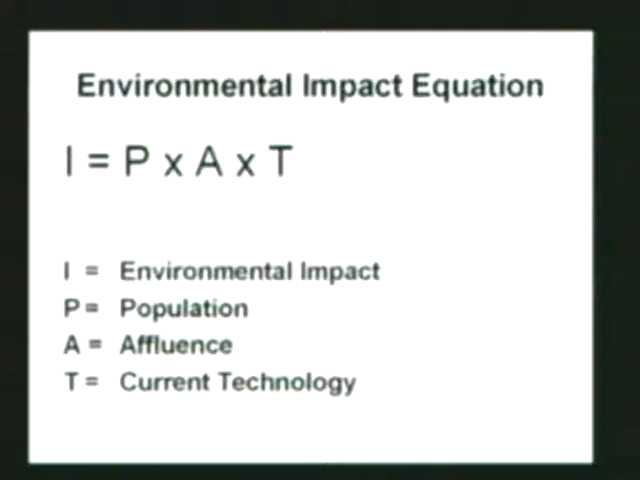 Environmental Impact Equation
I = P x A x T
I = Environmental Impact
P = Population
A = Affluence
T = Current Technology